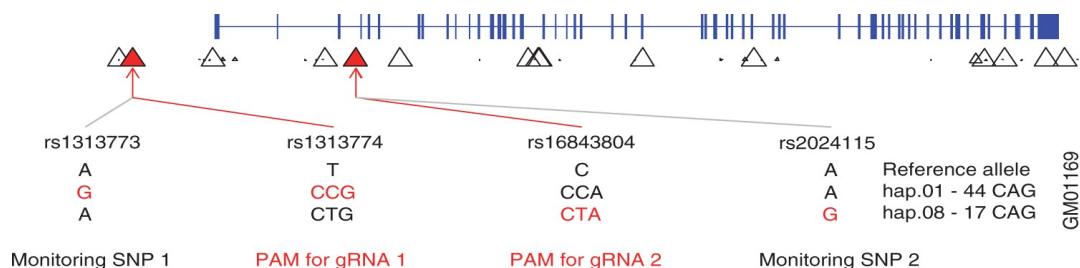 rs1313773 rs1313774 rs16843804 rs2024115
A T C A Reference allele
G CCG CCA A hap.01 - 44 CAG
A CTG CTA G hap.08 - 17 CAG
GM01169
Monitoring SNP 1 PAM for gRNA 1 PAM for gRNA 2 Monitoring SNP 2